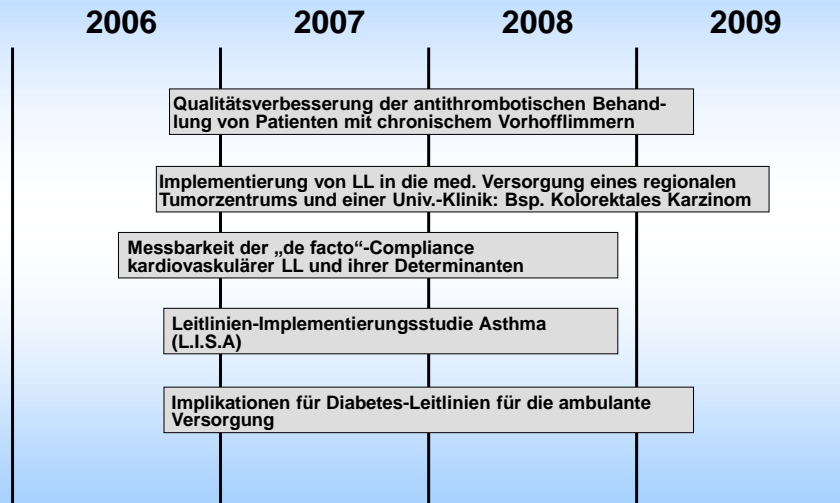 2006 2007 2008 2009
Qualitätsverbesserung der antithrombotischen Behand-
lung von Patienten mit chronischem Vorhofflimmern
Implementierung von LL in die med. Versorgung eines regionalen
Tumorzentrums und einer Univ.-Klinik: Bsp. Kolorektales Karzinom
Messbarkeit der „de facto“-Compliance
kardiovaskulärer LL und ihrer Determinanten
Leitlinien-Implementierungsstudie Asthma
(L.I.S.A)
Implikationen für Diabetes-Leitlinien für die ambulante
Versorgung